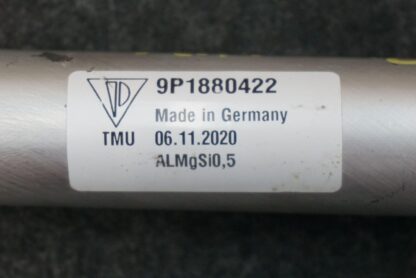 9P1880422
Made in Germany
TMU 06.11.2020
ALMgSi0,5